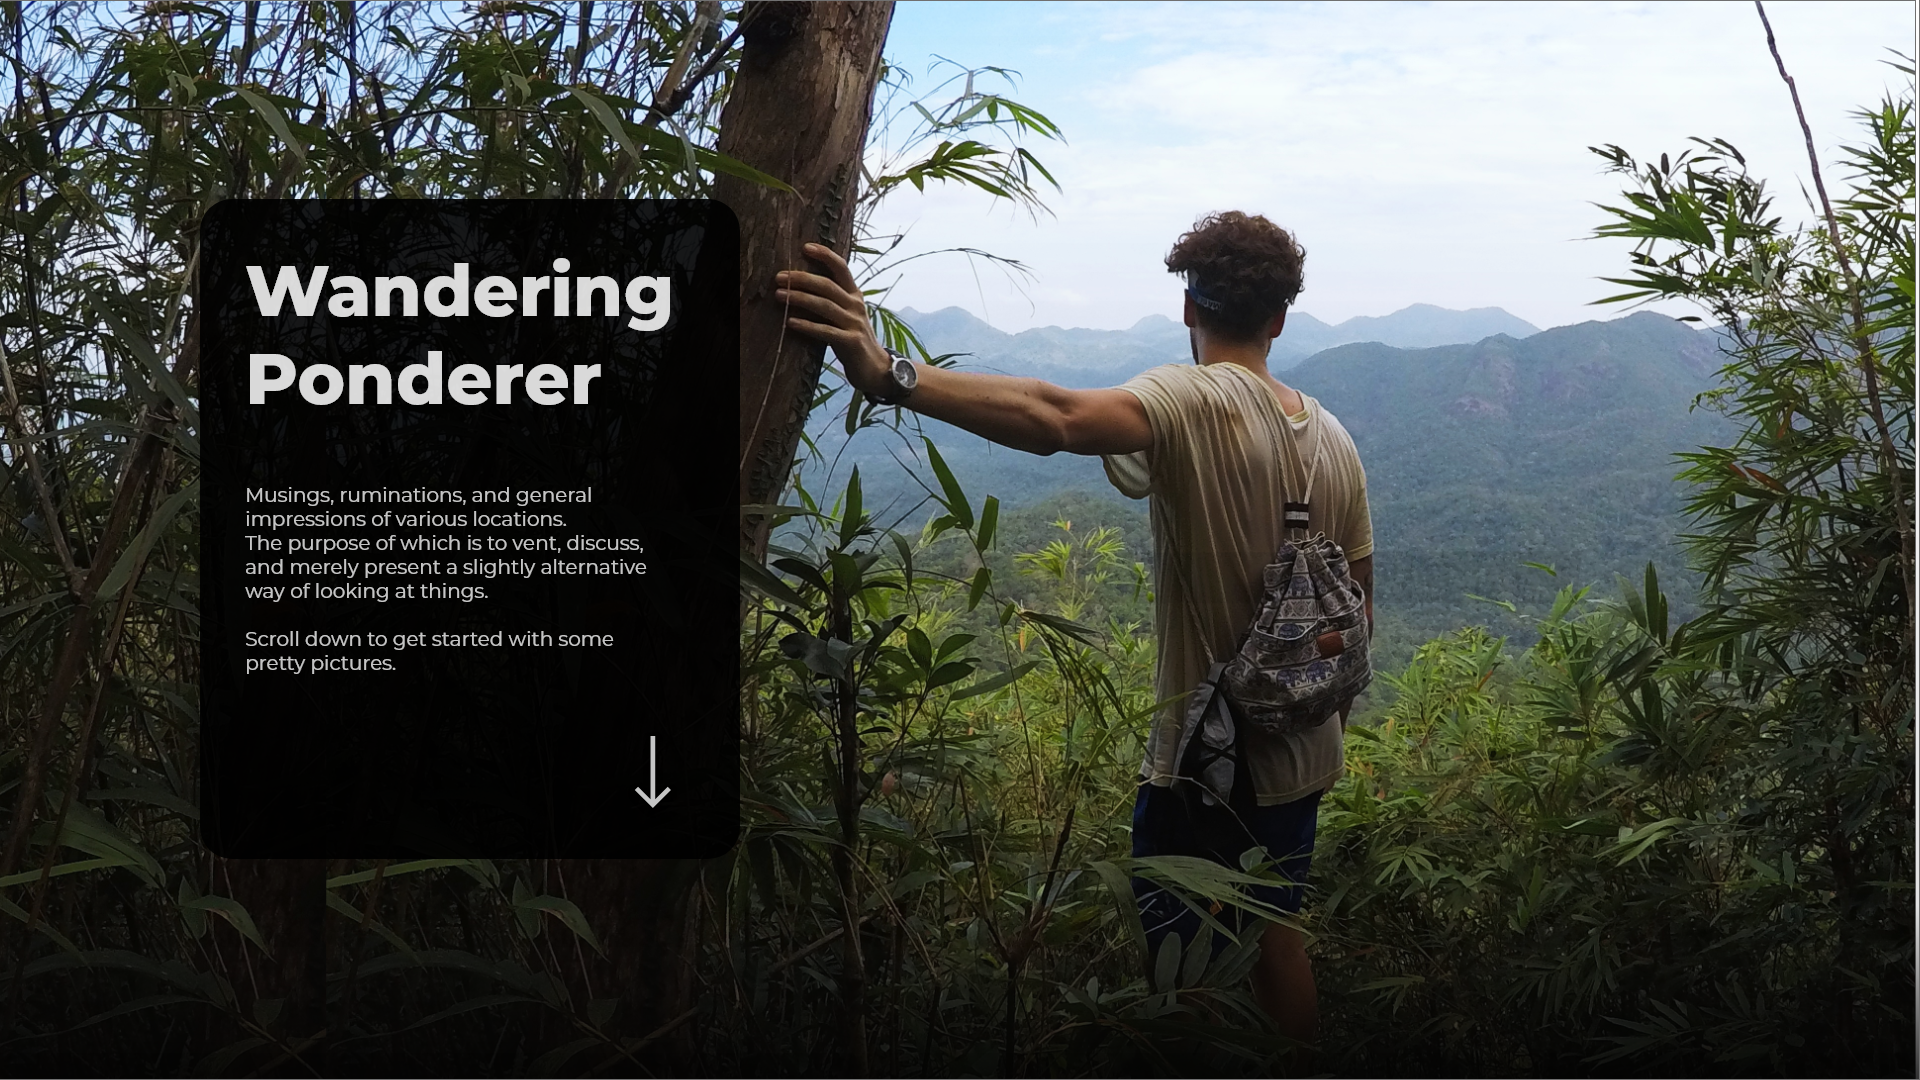 Wandering
Ponderer
Musings, ruminations, and general
impressions of various locations.
The purpose of which is to vent, discuss,
and merely present a slightly alternative
way of looking at things.
Scroll down to get started with some
pretty pictures.